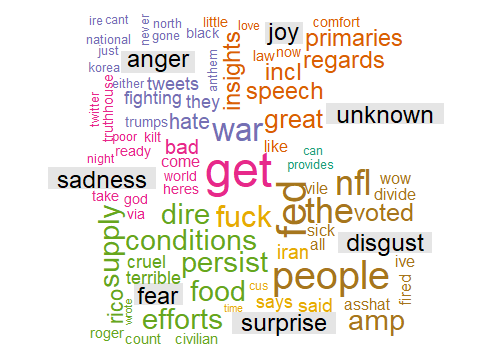 ire cant never north little love comfort
national gone black joy primaries
just insights law now regards
korea anger anthem incl
either tweets speech
twitter truthhouse fighting they great unknown
trumps hate war
poor kilt bad like can
ready come get provides
night world vile nfl wow
sadness heres fed divide
take god the voted
via dire fuck sick
supply conditions iran all disgust
cruel persist people ive
terrible food cus fired
rico fear says said asshat
wrote efforts time surprise amp
roger count civilian